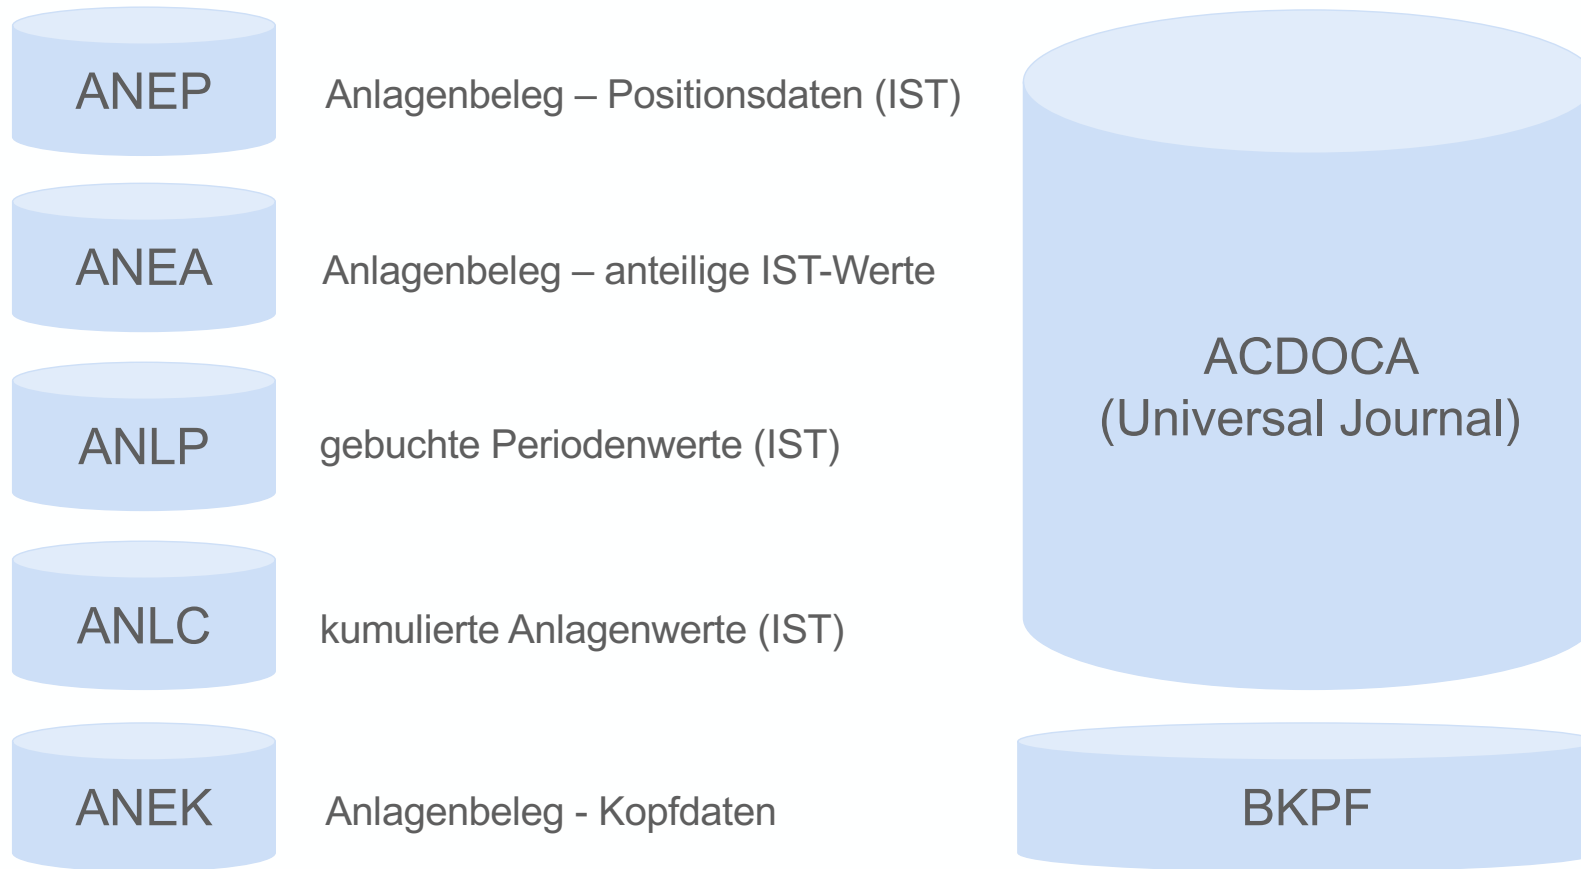 ANEP
Anlagenbeleg – Positionsdaten (IST)
ANEA
Anlagenbeleg – anteilige IST-Werte
ANLP
gebuchte Periodenwerte (IST)
ANLC
kumulierte Anlagenwerte (IST)
ANEK
Anlagenbeleg - Kopfdaten
ACDOCA
(Universal Journal)
BKPF